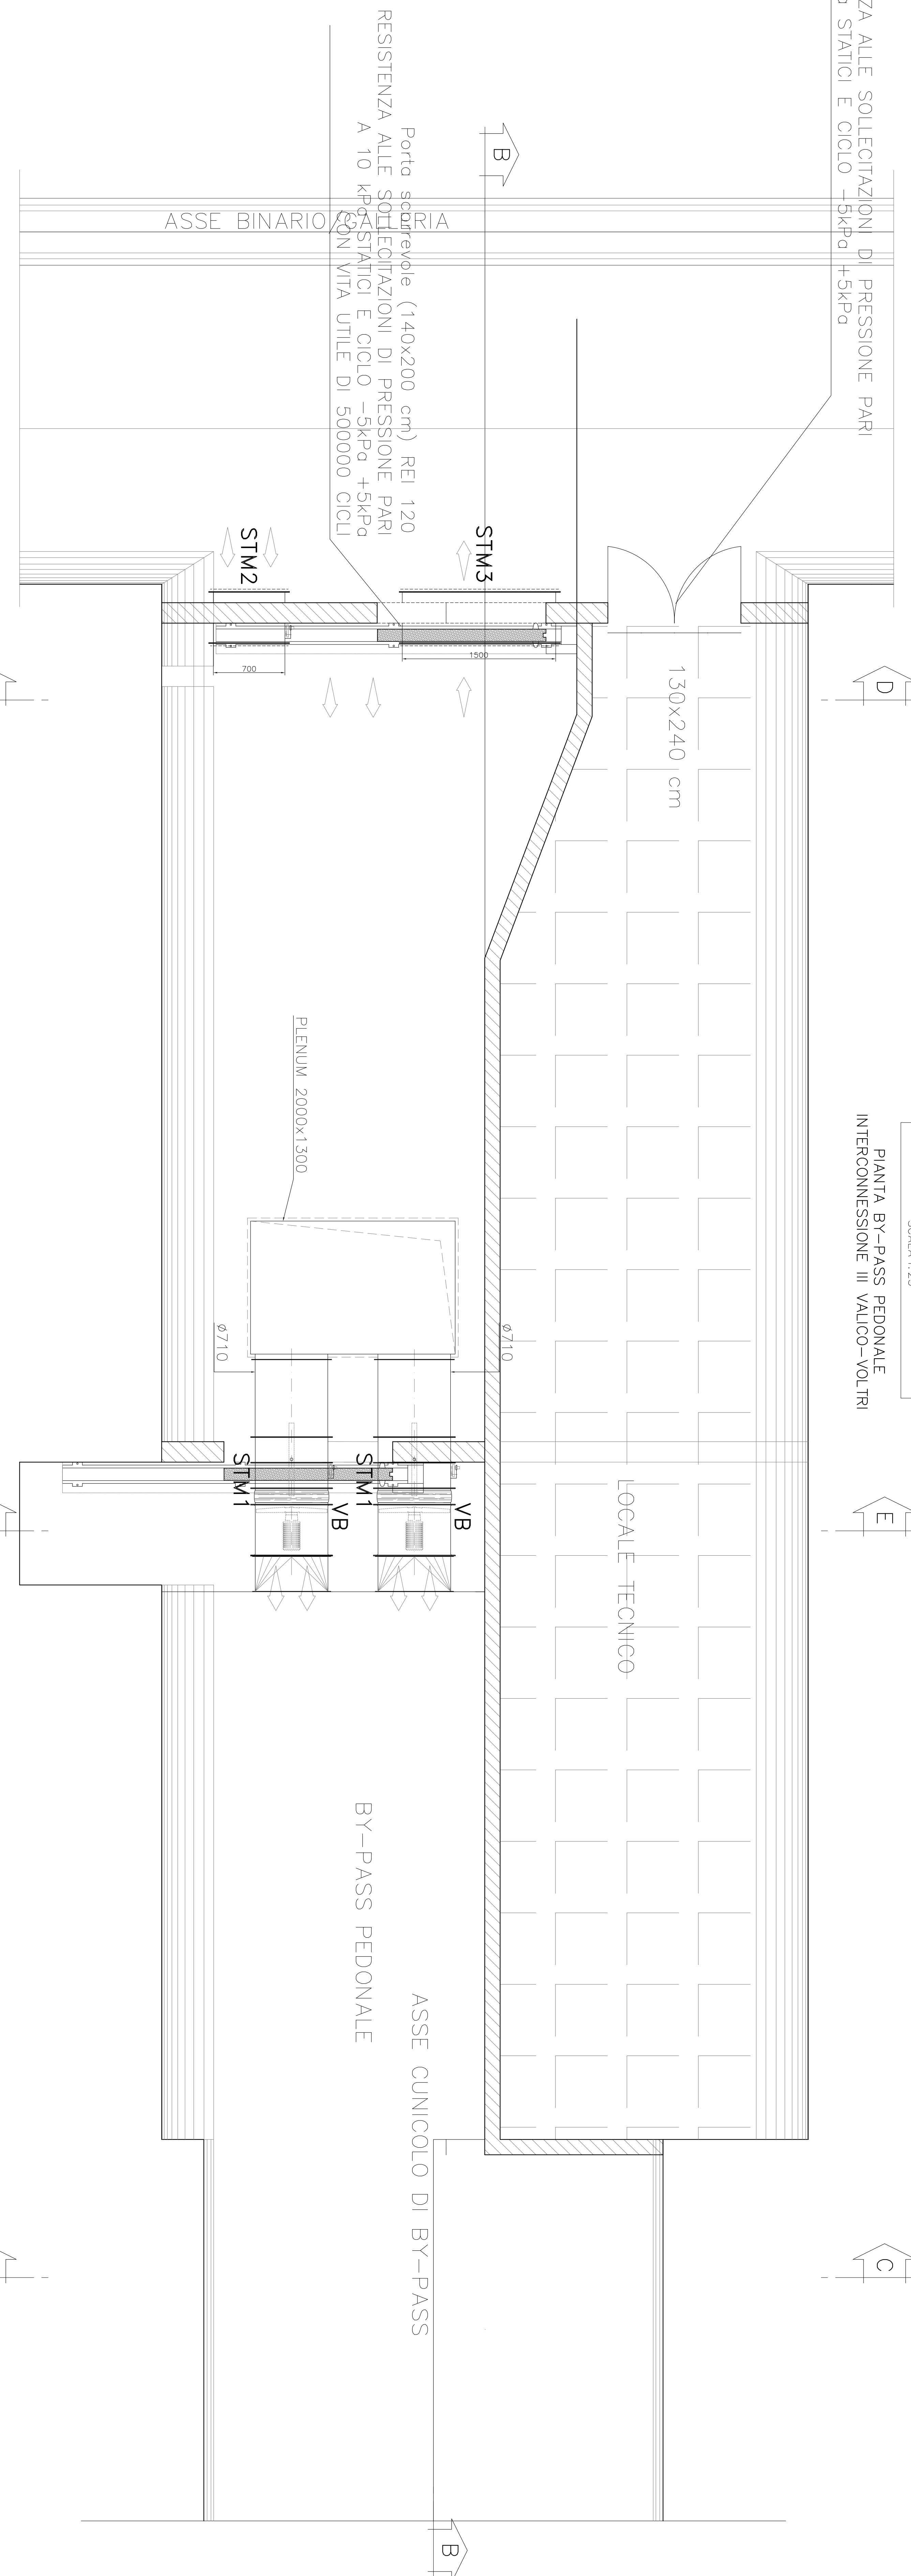 ZA ALLE SOLLECITAZIONI DI PRESSIONE PARI
STATICI E CICLO -5kPa +5kPa
B
Porta scorrevole (140x200 cm) REI 120
RESISTENZA ALLE SOLLECITAZIONI DI PRESSIONE PARI
A 10 kPa STATICI E CICLO -5kPa +5kPa
CON VITA UTILE DI 500000 CICLI
ASSE BINARIO GALLERIA
STM3
STM2
1500
700
130x240 cm
D
PIANTA BY-PASS PEDONALE
INTERCONNESSIONE III VALICO-VOLTRI
PLENUM 2000x1300
ø710
ø710
STM1
STM1
VB
VB
LOCALE TECNICO
E
BY-PASS PEDONALE
ASSE CUNICOLO DI BY-PASS
C
B